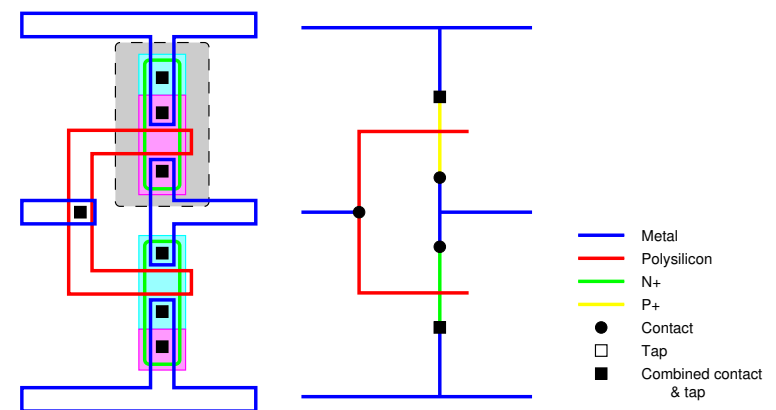 Metal
Polysilicon
N+
P+
Contact
Tap
Combined contact
& tap